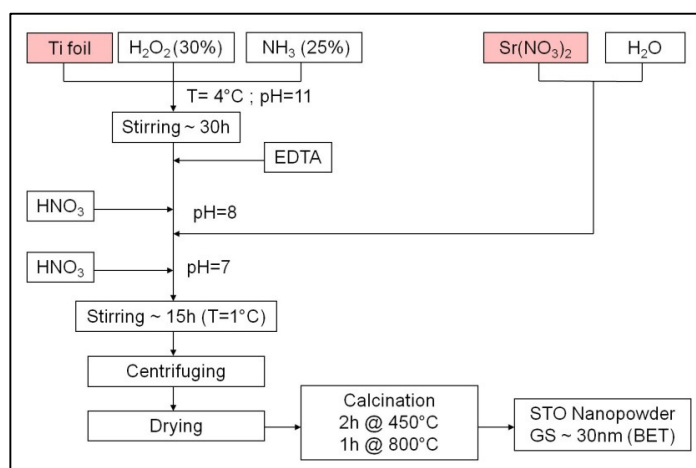 Ti foil
H₂O₂ (30%)
NH₃ (25%)
Sr(NO₃)₂
H₂O
T= 4°C ; pH=11
Stirring ~ 30h
EDTA
HNO₃
pH=8
HNO₃
pH=7
Stirring ~ 15h (T=1°C)
Centrifuging
Drying
Calcination
2h @ 450°C
1h @ 800°C
STO Nanopowder
GS ~ 30nm (BET)